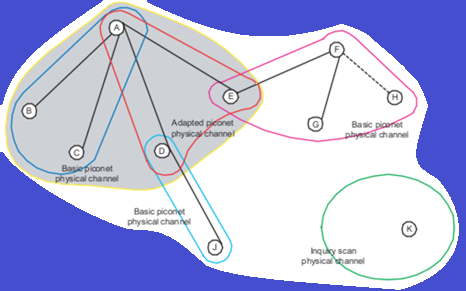 A
F
B
E
H
G
Adapted piconet
physical channel
Basic piconet
physical channel
C
D
Basic piconet
physical channel
Basic piconet
physical channel
K
J
Inquiry scan
physical channel